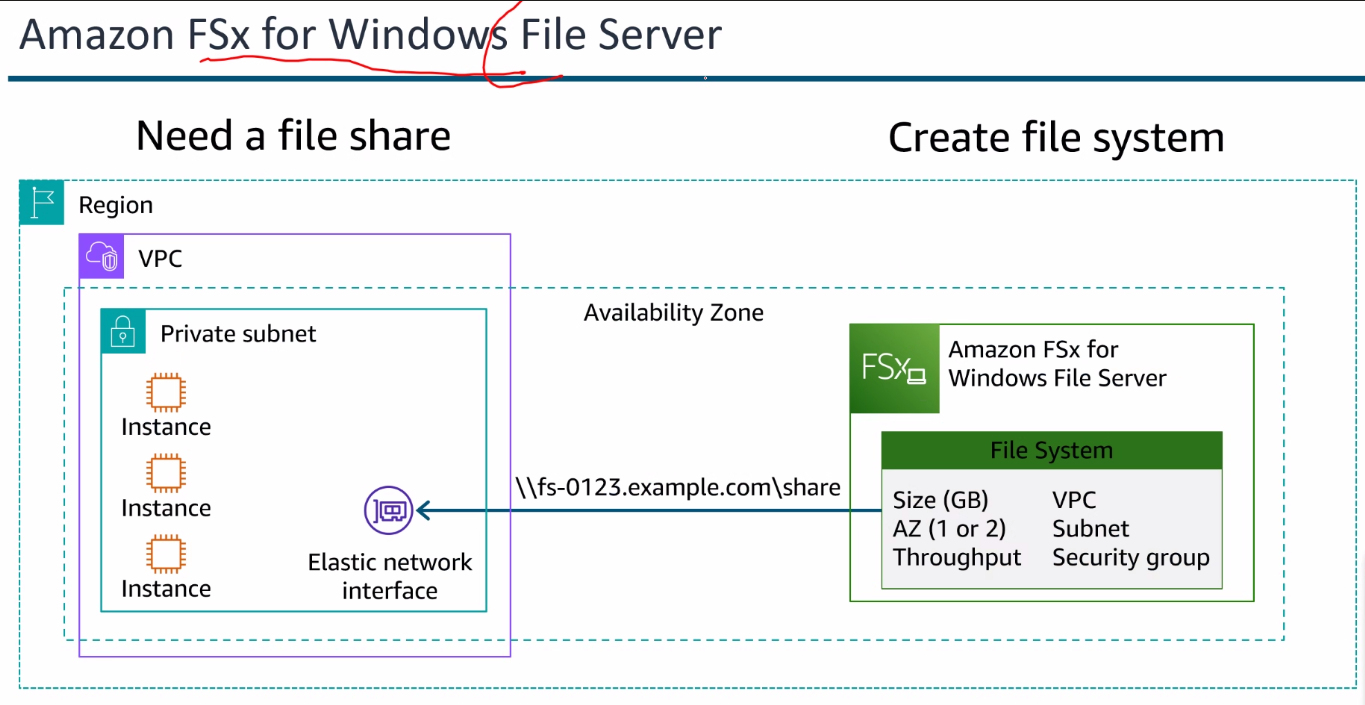 Amazon FSx for Windows File Server
Need a file share
Create file system
Region
VPC
Availability Zone
Private subnet
Instance
Instance
Instance
Elastic network
interface
\\fs-0123.example.com\share
FSx
Amazon FSx for
Windows File Server
File System
Size (GB) VPC
AZ (1 or 2) Subnet
Throughput Security group